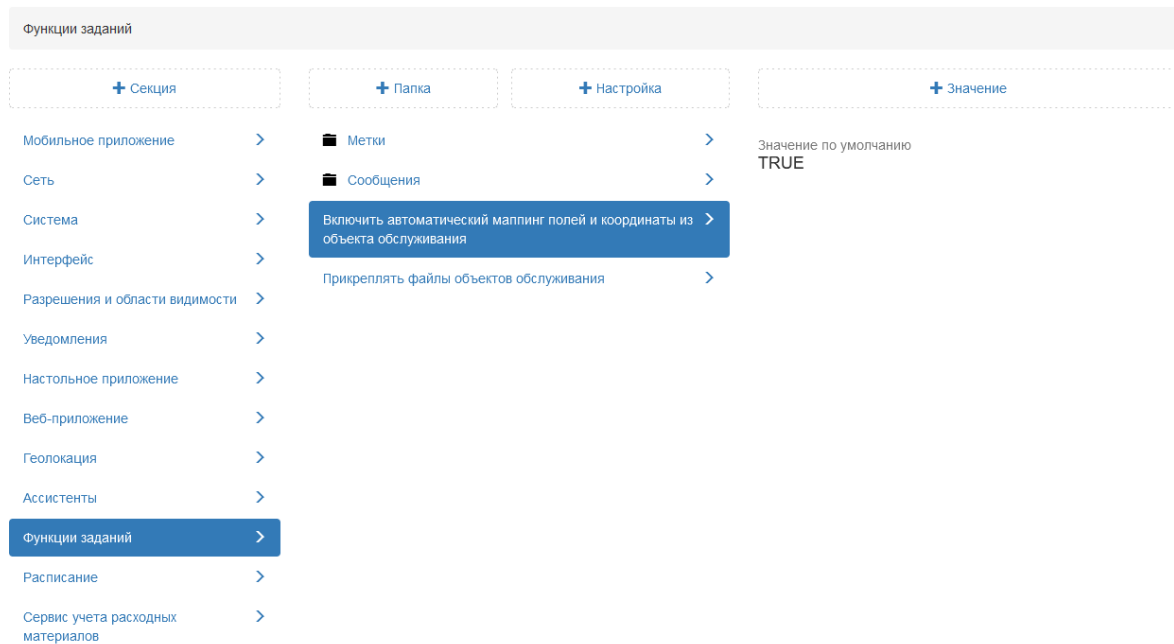 Функции заданий
Секция
Папка
Настройка
Значение
Мобильное приложение
Сеть
Система
Интерфейс
Разрешения и области видимости
Уведомления
Настольное приложение
Веб-приложение
Геолокация
Ассистенты
Функции заданий
Расписание
Сервис учета расходных
материалов
Метки
Сообщения
Включить автоматический маппинг полей и координаты из
объекта обслуживания
Прикреплять файлы объектов обслуживания
Значение по умолчанию
TRUE